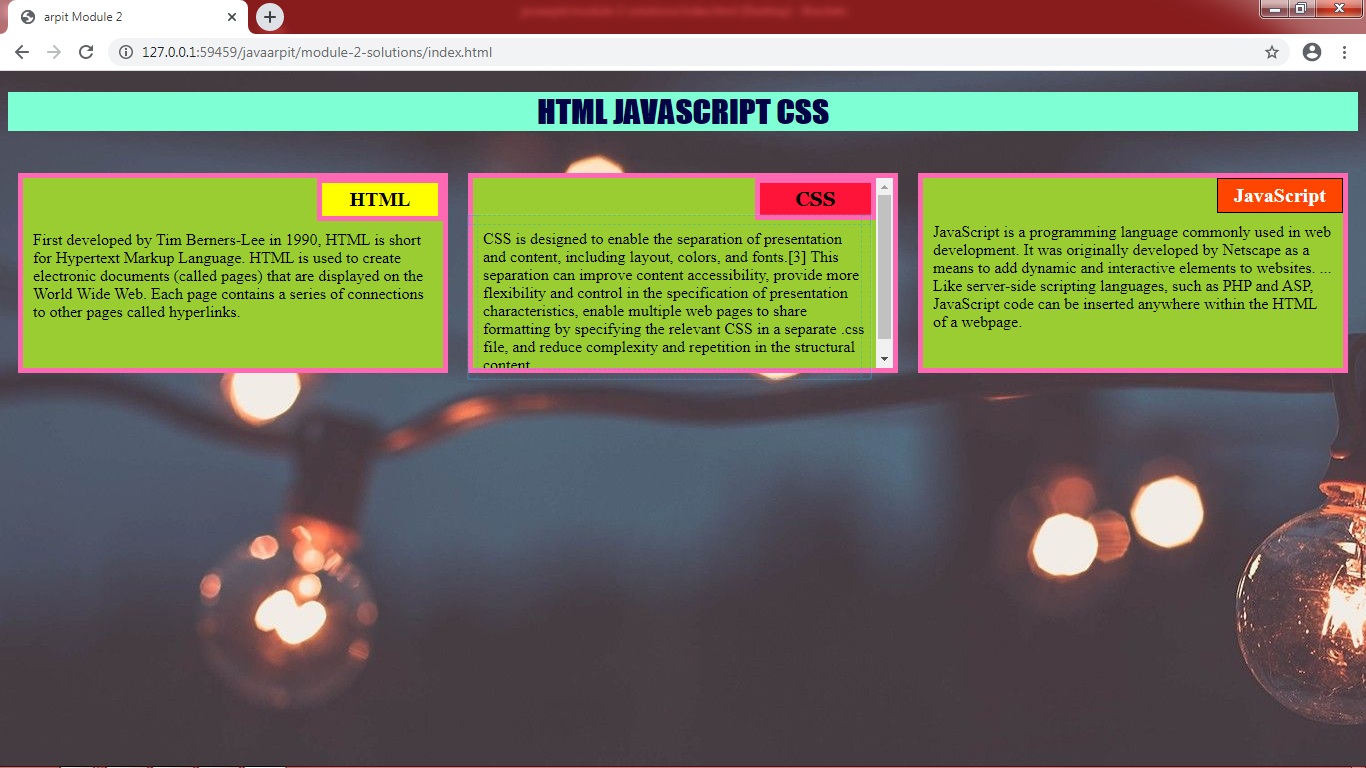 arpit Module 2
127.0.0.1:59459/javaarpit/module-2-solutions/index.html
HTML JAVASCRIPT CSS
HTML
First developed by Tim Berners-Lee in 1990, HTML is short
for Hypertext Markup Language. HTML is used to create
electronic documents (called pages) that are displayed on the
World Wide Web. Each page contains a series of connections
to other pages called hyperlinks.
CSS
CSS is designed to enable the separation of presentation
and content, including layout, colors, and fonts.[3] This
separation can improve content accessibility, provide more
flexibility and control in the specification of presentation
characteristics, enable multiple web pages to share
formatting by specifying the relevant CSS in a separate .css
file, and reduce complexity and repetition in the structural
content
JavaScript
JavaScript is a programming language commonly used in web
development. It was originally developed by Netscape as a
means to add dynamic and interactive elements to websites. ...
Like server-side scripting languages, such as PHP and ASP,
JavaScript code can be inserted anywhere within the HTML
of a webpage.